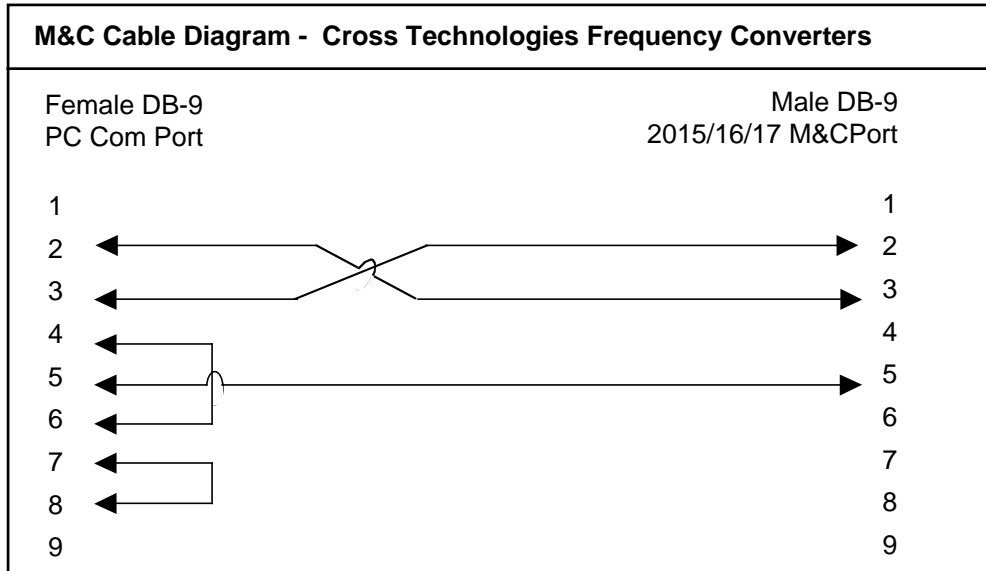 M&C Cable Diagram - Cross Technologies Frequency Converters
Female DB-9
PC Com Port
Male DB-9
2015/16/17 M&CPort
1 1
2 2
3 3
4 4
5 5
6 6
7 7
8 8
9 9